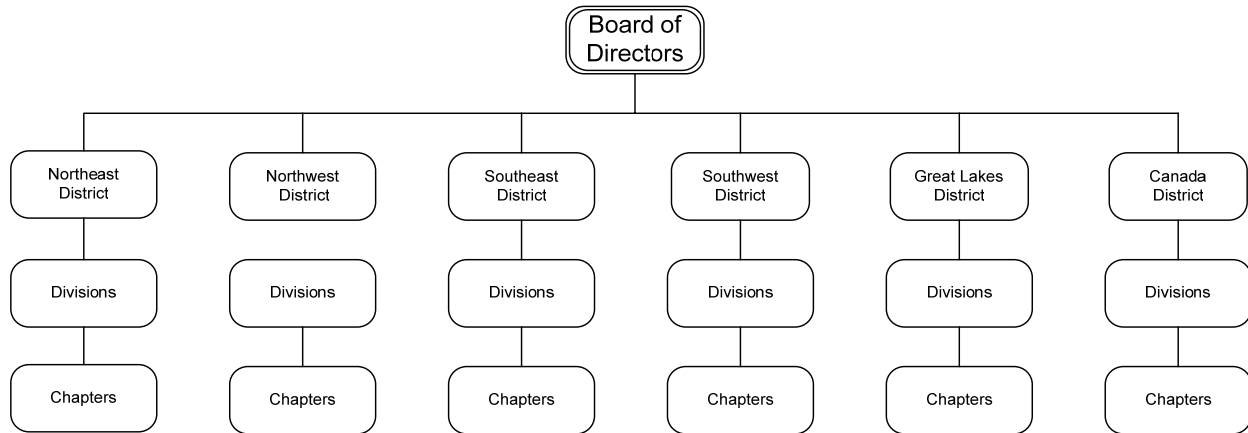 Board of
Directors
Northeast
District
Northwest
District
Southeast
District
Southwest
District
Great Lakes
District
Canada
District
Divisions
Divisions
Divisions
Divisions
Divisions
Divisions
Chapters
Chapters
Chapters
Chapters
Chapters
Chapters